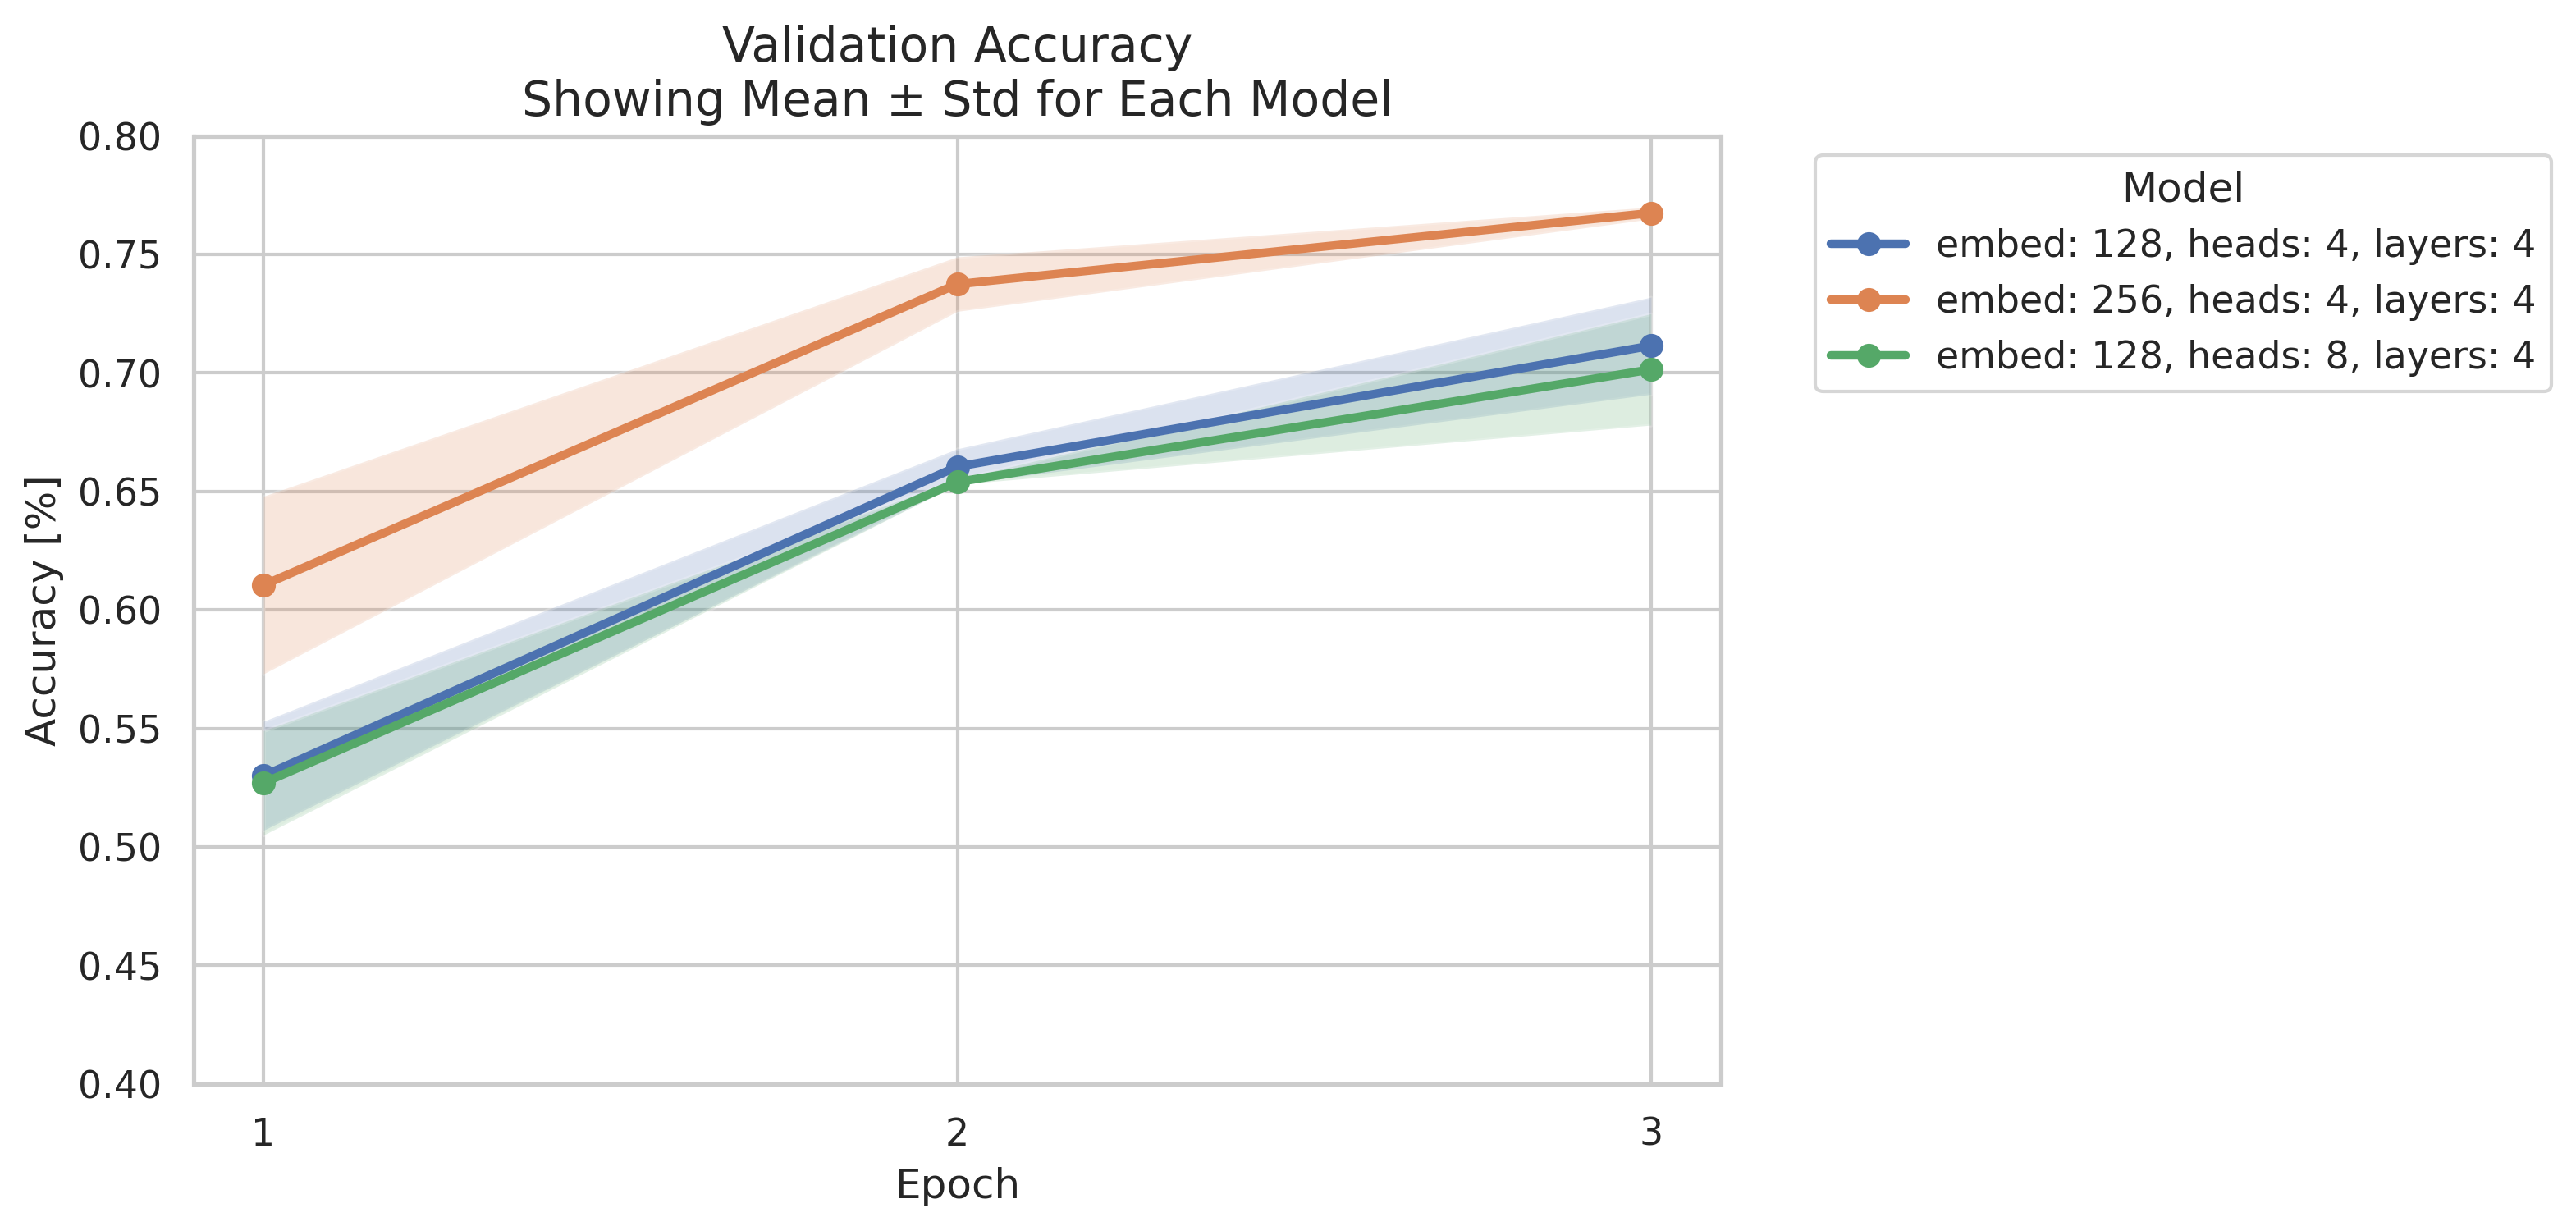 Validation Accuracy
Showing Mean ± Std for Each Model
0.80
0.75
0.70
0.65
0.60
0.55
0.50
0.45
0.40
Accuracy [%]
1
2
3
Epoch
Model
embed: 128, heads: 4, layers: 4
embed: 256, heads: 4, layers: 4
embed: 128, heads: 8, layers: 4